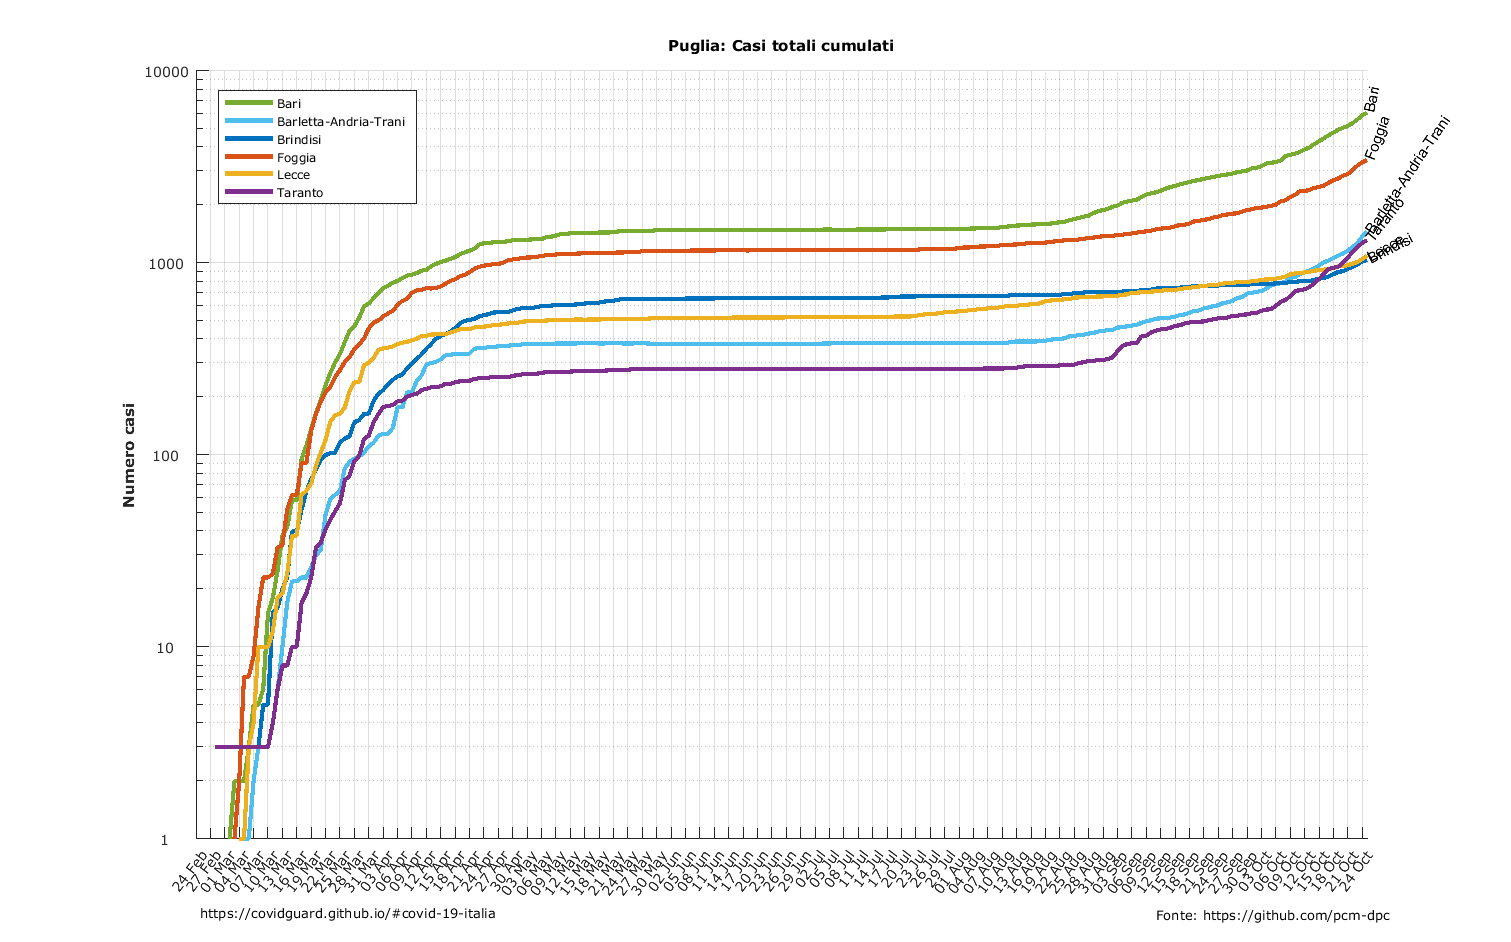 Puglia: Casi totali cumulati
10000
1000
100
10
1
Numero casi
Bari
Barletta-Andria-Trani
Brindisi
Foggia
Lecce
Taranto
Bari
Foggia
Barletta-Andria-Trani
Taranto
Lecce
Brindisi
24 Feb
27 Feb
01 Mar
04 Mar
07 Mar
10 Mar
13 Mar
16 Mar
19 Mar
22 Mar
25 Mar
28 Mar
31 Mar
03 Apr
06 Apr
09 Apr
12 Apr
15 Apr
18 Apr
21 Apr
24 Apr
27 Apr
30 Apr
03 May
06 May
09 May
12 May
15 May
18 May
21 May
24 May
27 May
30 May
02 Jun
05 Jun
08 Jun
11 Jun
14 Jun
17 Jun
20 Jun
23 Jun
26 Jun
29 Jun
02 Jul
05 Jul
08 Jul
11 Jul
14 Jul
17 Jul
20 Jul
23 Jul
26 Jul
29 Jul
01 Aug
04 Aug
07 Aug
10 Aug
13 Aug
16 Aug
19 Aug
22 Aug
25 Aug
28 Aug
31 Aug
03 Sep
06 Sep
09 Sep
12 Sep
15 Sep
18 Sep
21 Sep
24 Sep
27 Sep
30 Sep
03 Oct
06 Oct
09 Oct
12 Oct
15 Oct
18 Oct
21 Oct
24 Oct
https://covidguard.github.io/#covid-19-italia
Fonte: https://github.com/pcm-dpc